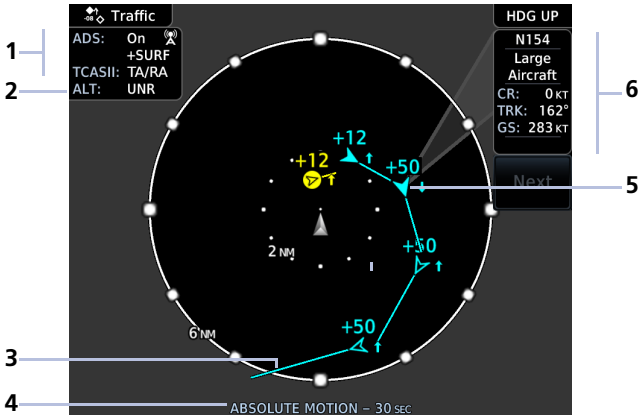 Traffic
HDG UP
-08
1
ADS: On
+SURF
TCASII: TA/RA
2
ALT: UNR
N154
Large
Aircraft
CR: 0 KT
TRK: 162°
GS: 283 KT
6
+12
+12
+50
Next
5
+50
2 NM
+50
6 NM
3
4
ABSOLUTE MOTION – 30 SEC